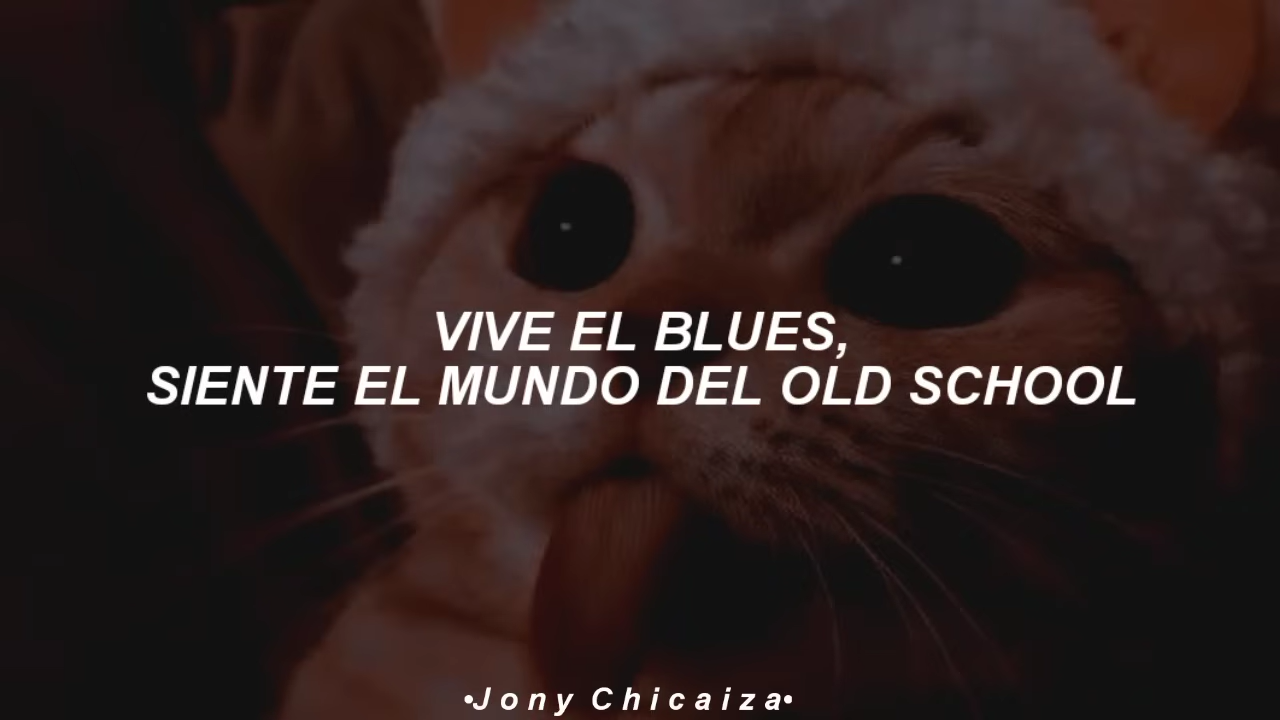 VIVE EL BLUES,
SIENTE EL MUNDO DEL OLD SCHOOL
•Jony Chicaiza•